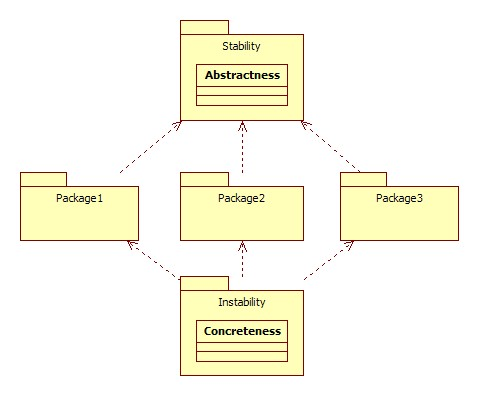 Stability
Abstractness
Package1
Package2
Package3
Instability
Concreteness